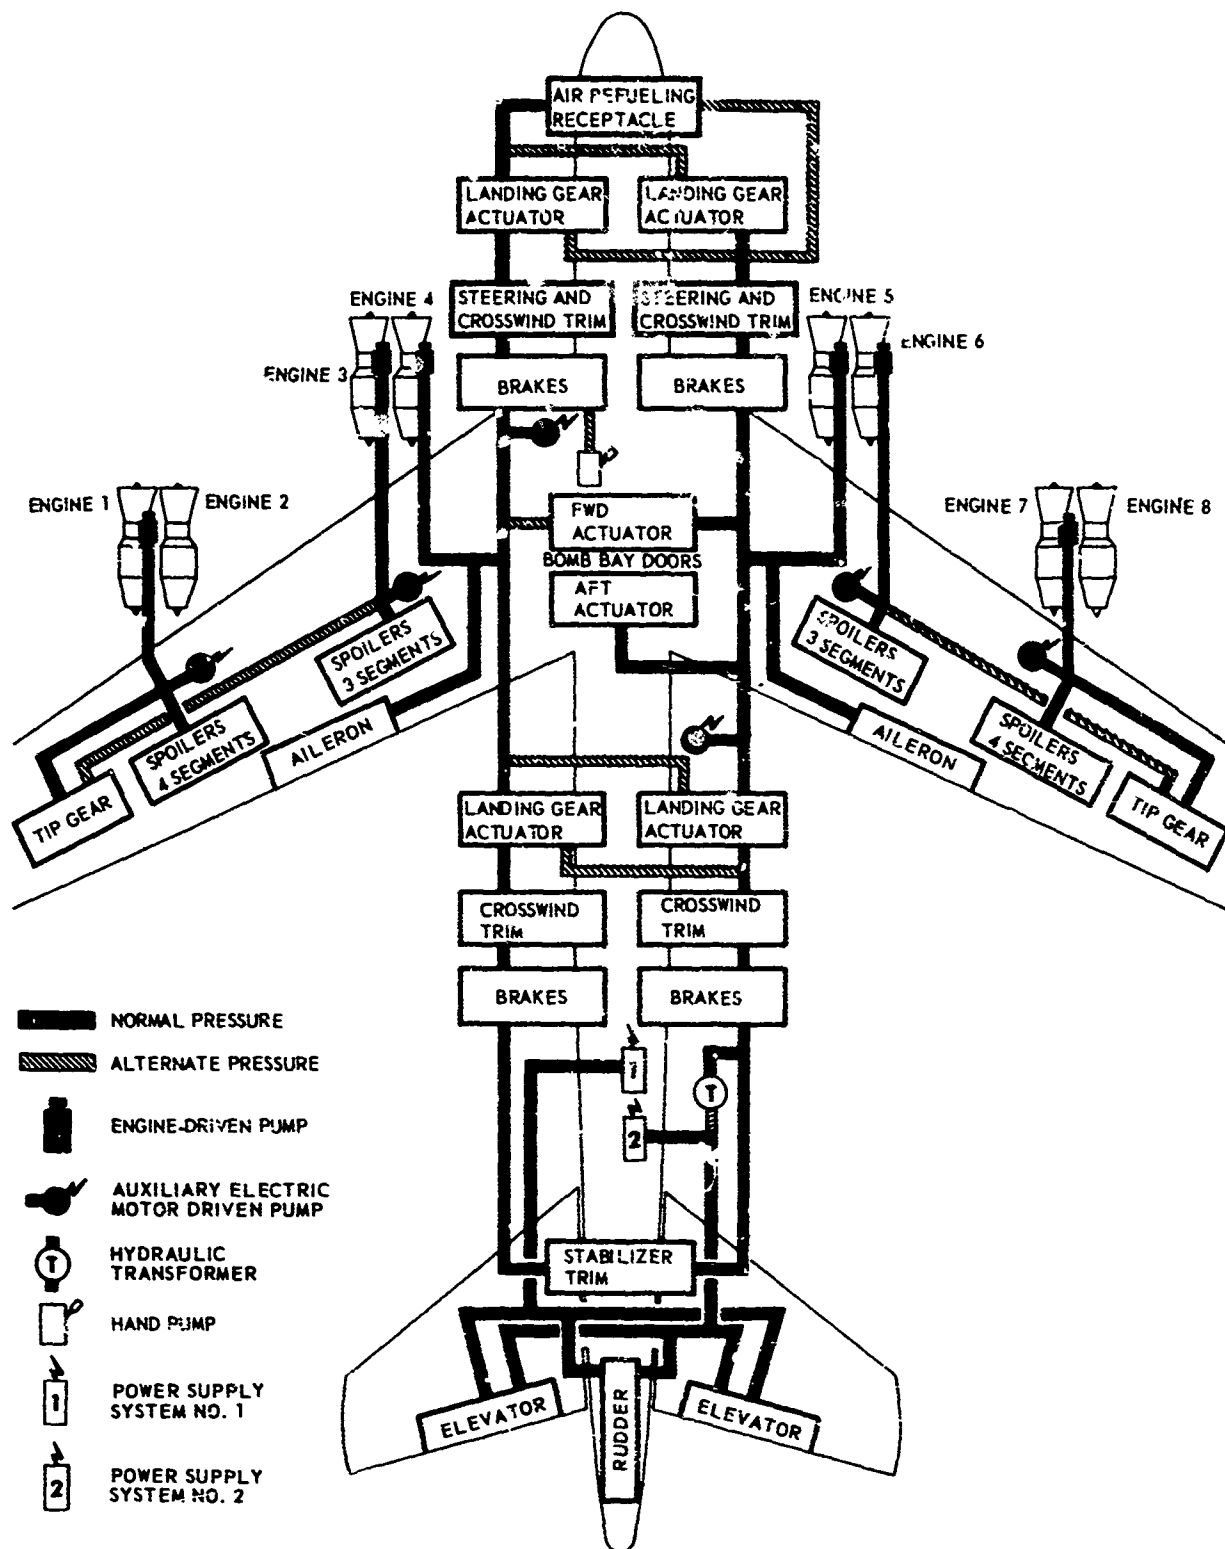 AIR REFUELING
RECEPTACLE
LANDING GEAR
ACTUATOR
LANDING GEAR
ACTUATOR
STEERING AND
CROSSWIND TRIM
STEERING AND
CROSSWIND TRIM
ENGINE 4
ENGINE 3
ENGINE 5
ENGINE 6
BRAKES
BRAKES
ENGINE 1
ENGINE 2
ENGINE 7
ENGINE 8
FWD
ACTUATOR
BOMB BAY DOORS
AFT
ACTUATOR
SPOILERS
3 SEGMENTS
SPOILERS
3 SEGMENTS
SPOILERS
4 SEGMENTS
AILERON
AILERON
SPOILERS
4 SEGMENTS
TIP GEAR
TIP GEAR
LANDING GEAR
ACTUATOR
LANDING GEAR
ACTUATOR
CROSSWIND
TRIM
CROSSWIND
TRIM
BRAKES
BRAKES
1
T
2
STABILIZER
TRIM
ELEVATOR
RUDDER
ELEVATOR
NORMAL PRESSURE
ALTERNATE PRESSURE
ENGINE-DRIVEN PUMP
AUXILIARY ELECTRIC
MOTOR DRIVEN PUMP
T
HYDRAULIC
TRANSFORMER
HAND PUMP
1
POWER SUPPLY
SYSTEM NO. 1
2
POWER SUPPLY
SYSTEM NO. 2